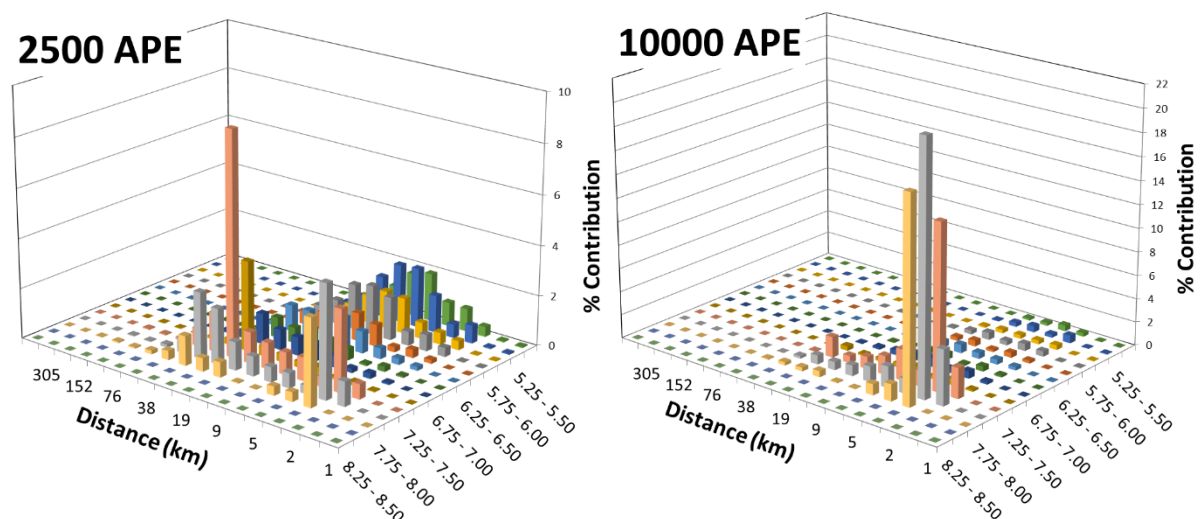 2500 APE
10
8
6
4
2
0
% Contribution
305
152
76
38
19
9
5
2
1
Distance (km)
5.25 - 5.50
5.75 - 6.00
6.25 - 6.50
6.75 - 7.00
7.25 - 7.50
7.75 - 8.00
8.25 - 8.50
10000 APE
22
20
18
16
14
12
10
8
6
4
2
0
% Contribution
305
152
76
38
19
9
5
2
1
Distance (km)
5.25 - 5.50
5.75 - 6.00
6.25 - 6.50
6.75 - 7.00
7.25 - 7.50
7.75 - 8.00
8.25 - 8.50